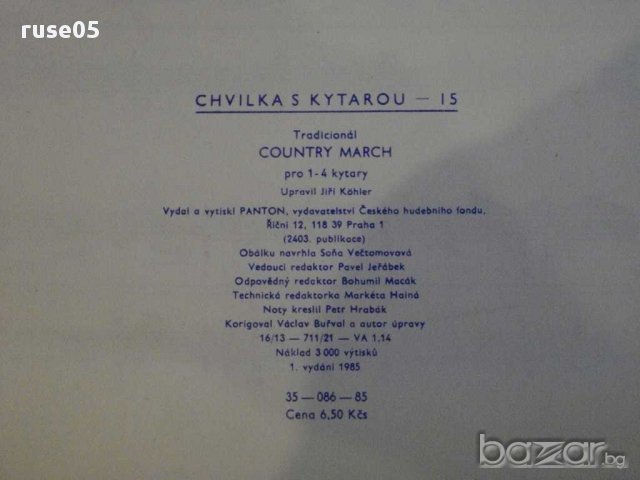 ruse05
CHVILKA S KYTAROU — 15
Tradicionál
COUNTRY MARCH
pro 1-4 kytary
Upravil Jiří Köhler
Vydal a vytiskl PANTON, vydavatelství Českého hudebního fondu,
Říční 12, 118 39 Praha 1
(2403. publikace)
Obálku navrhla Soňa Večtomovová
Vedoucí redaktor Pavel Jeřábek
Odpovědný redaktor Bohumil Macák
Technická redaktorka Markéta Hainá
Noty kreslil Petr Hrabák
Korigoval Václav Buřval a autor úpravy
16/13 — 711/21 — VA 1,14
Náklad 3 000 výtisků
1. vydání 1985
35 — 086 — 85
Cena 6,50 Kčs
bazar.bg